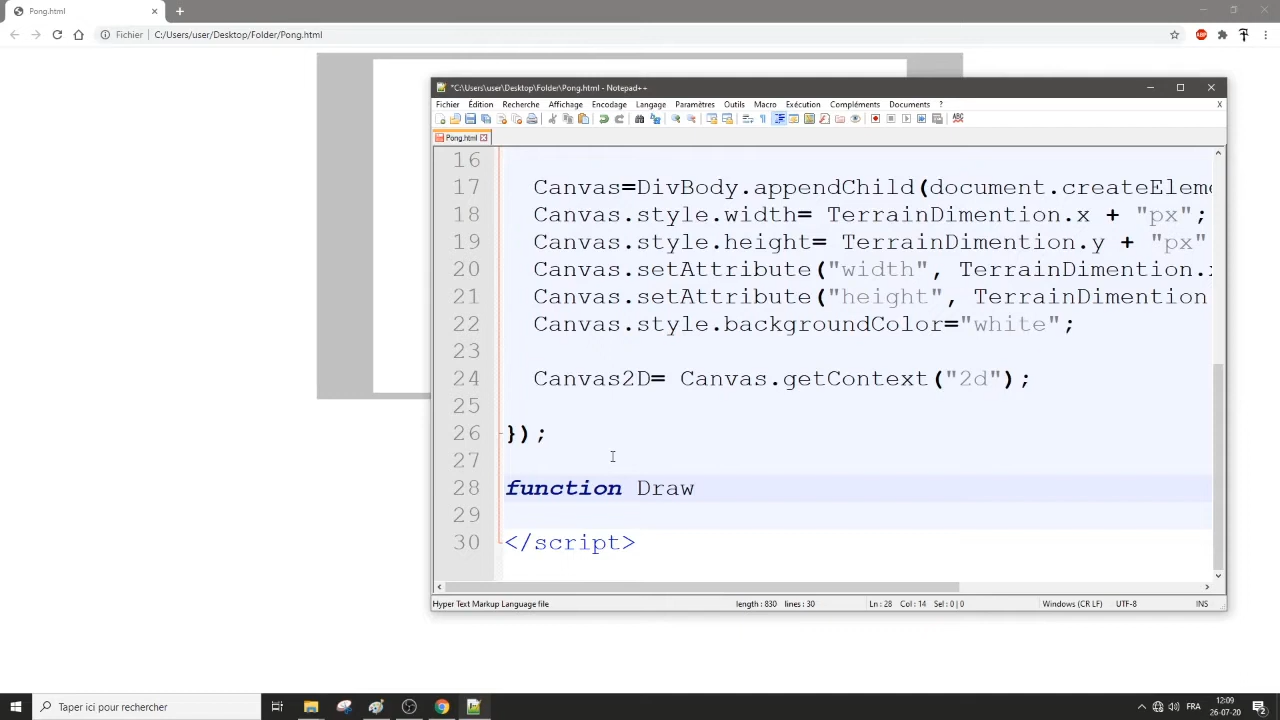 Pong.html
Fichier C:/Users/user/Desktop/Folder/Pong.html
*C:\Users\user\Desktop\Folder\Pong.html - Notepad++
Fichier Édition Recherche Affichage Encodage Langage Paramètres Outils Macro Exécution Compléments Documents ? X
Pong.html
16
17 Canvas=DivBody.appendChild(document.createEleme
18 Canvas.style.width= TerrainDimention.x + "px";
19 Canvas.style.height= TerrainDimention.y + "px"
20 Canvas.setAttribute("width", TerrainDimention.x
21 Canvas.setAttribute("height", TerrainDimention
22 Canvas.style.backgroundColor="white";
23
24 Canvas2D= Canvas.getContext("2d");
25
26 });
27
28 function Draw
29
30 </script>
Hyper Text Markup Language file length : 830 lines : 30 Ln : 28 Col : 14 Sel : 0 | 0 Windows (CR LF) UTF-8 INS
Taper ici pour rechercher
FRA
12:09
26-07-20
2